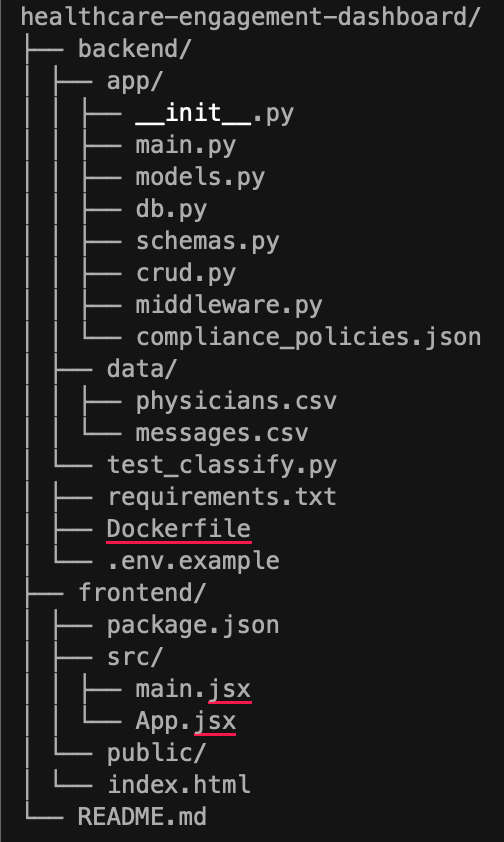 healthcare-engagement-dashboard/
├── backend/
│   ├── app/
│   │   ├── __init__.py
│   │   ├── main.py
│   │   ├── models.py
│   │   ├── db.py
│   │   ├── schemas.py
│   │   ├── crud.py
│   │   ├── middleware.py
│   │   └── compliance_policies.json
│   ├── data/
│   │   ├── physicians.csv
│   │   └── messages.csv
│   └── test_classify.py
│   ├── requirements.txt
│   ├── Dockerfile
│   └── .env.example
├── frontend/
│   ├── package.json
│   ├── src/
│   │   ├── main.jsx
│   │   └── App.jsx
│   └── public/
│   └── index.html
└── README.md